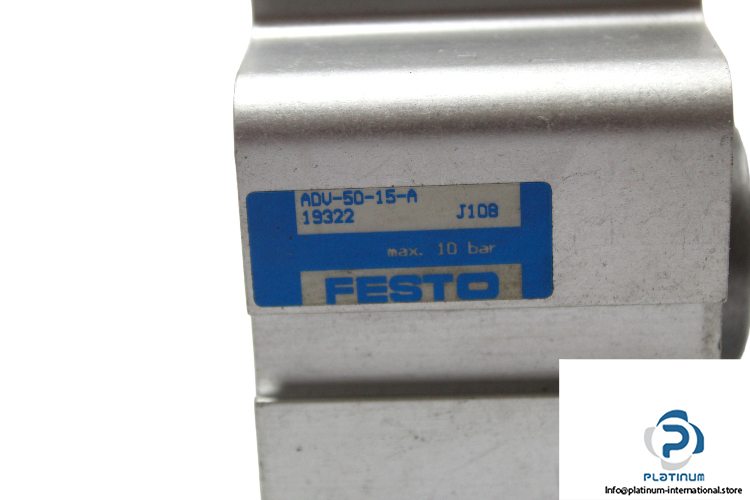 ADV-50-15-A
19322 J108
max. 10 bar
FESTO
PLATINUM
Info@platinum-international.store